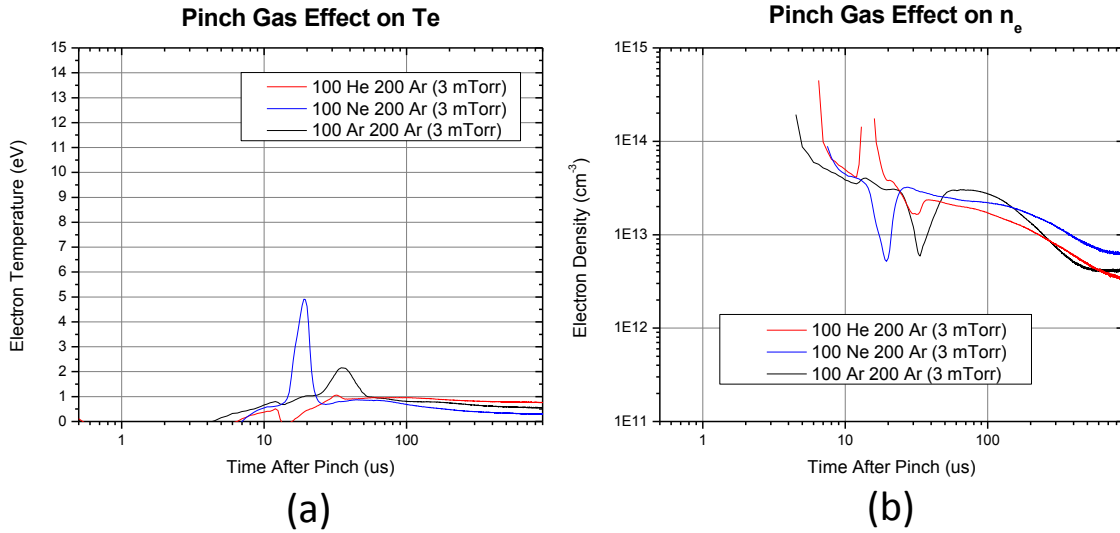 Pinch Gas Effect on Te
15
14
13
12
11
10
9
8
7
6
5
4
3
2
1
0
Electron Temperature (eV)
100 He 200 Ar (3 mTorr)
100 Ne 200 Ar (3 mTorr)
100 Ar 200 Ar (3 mTorr)
1
10
100
Time After Pinch (us)
(a)
Pinch Gas Effect on n_e
1E15
1E14
1E13
1E12
1E11
Electron Density (cm⁻³)
100 He 200 Ar (3 mTorr)
100 Ne 200 Ar (3 mTorr)
100 Ar 200 Ar (3 mTorr)
1
10
100
Time After Pinch (us)
(b)